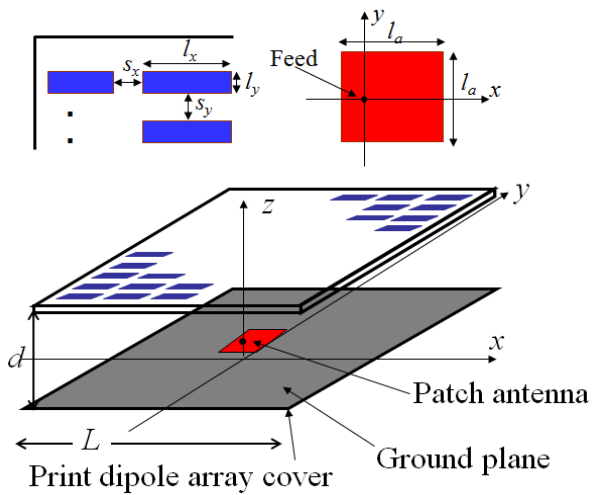 l_x
s_x
l_y
s_y
y
l_a
Feed
x
l_a
z
y
d
x
Patch antenna
L
Ground plane
Print dipole array cover